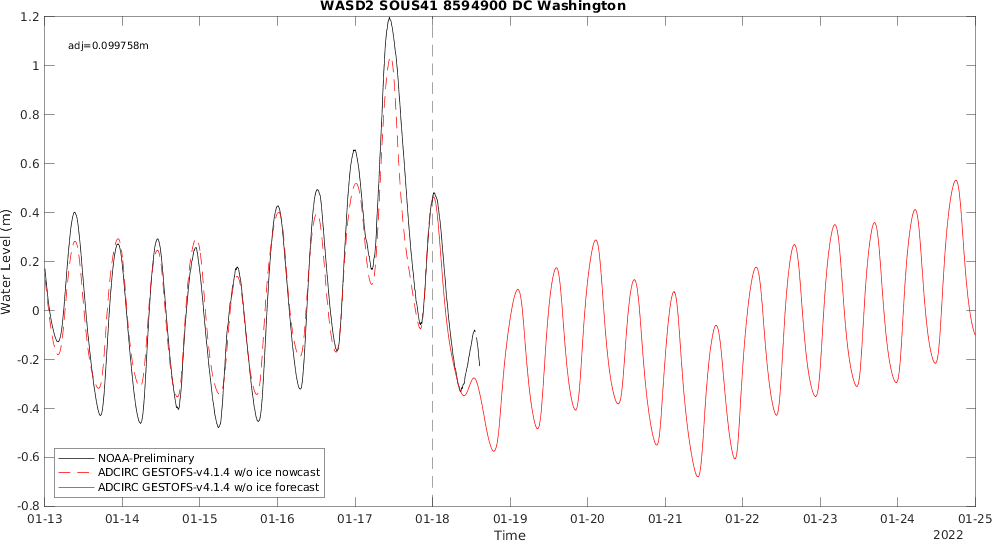 WASD2 SOUS41 8594900 DC Washington
adj=0.099758m
1.2
1
0.8
0.6
0.4
0.2
0
-0.2
-0.4
-0.6
-0.8
Water Level (m)
NOAA-Preliminary
ADCIRC GESTOFS-v4.1.4 w/o ice nowcast
ADCIRC GESTOFS-v4.1.4 w/o ice forecast
01-13 01-14 01-15 01-16 01-17 01-18 01-19 01-20 01-21 01-22 01-23 01-24 01-25
Time
2022